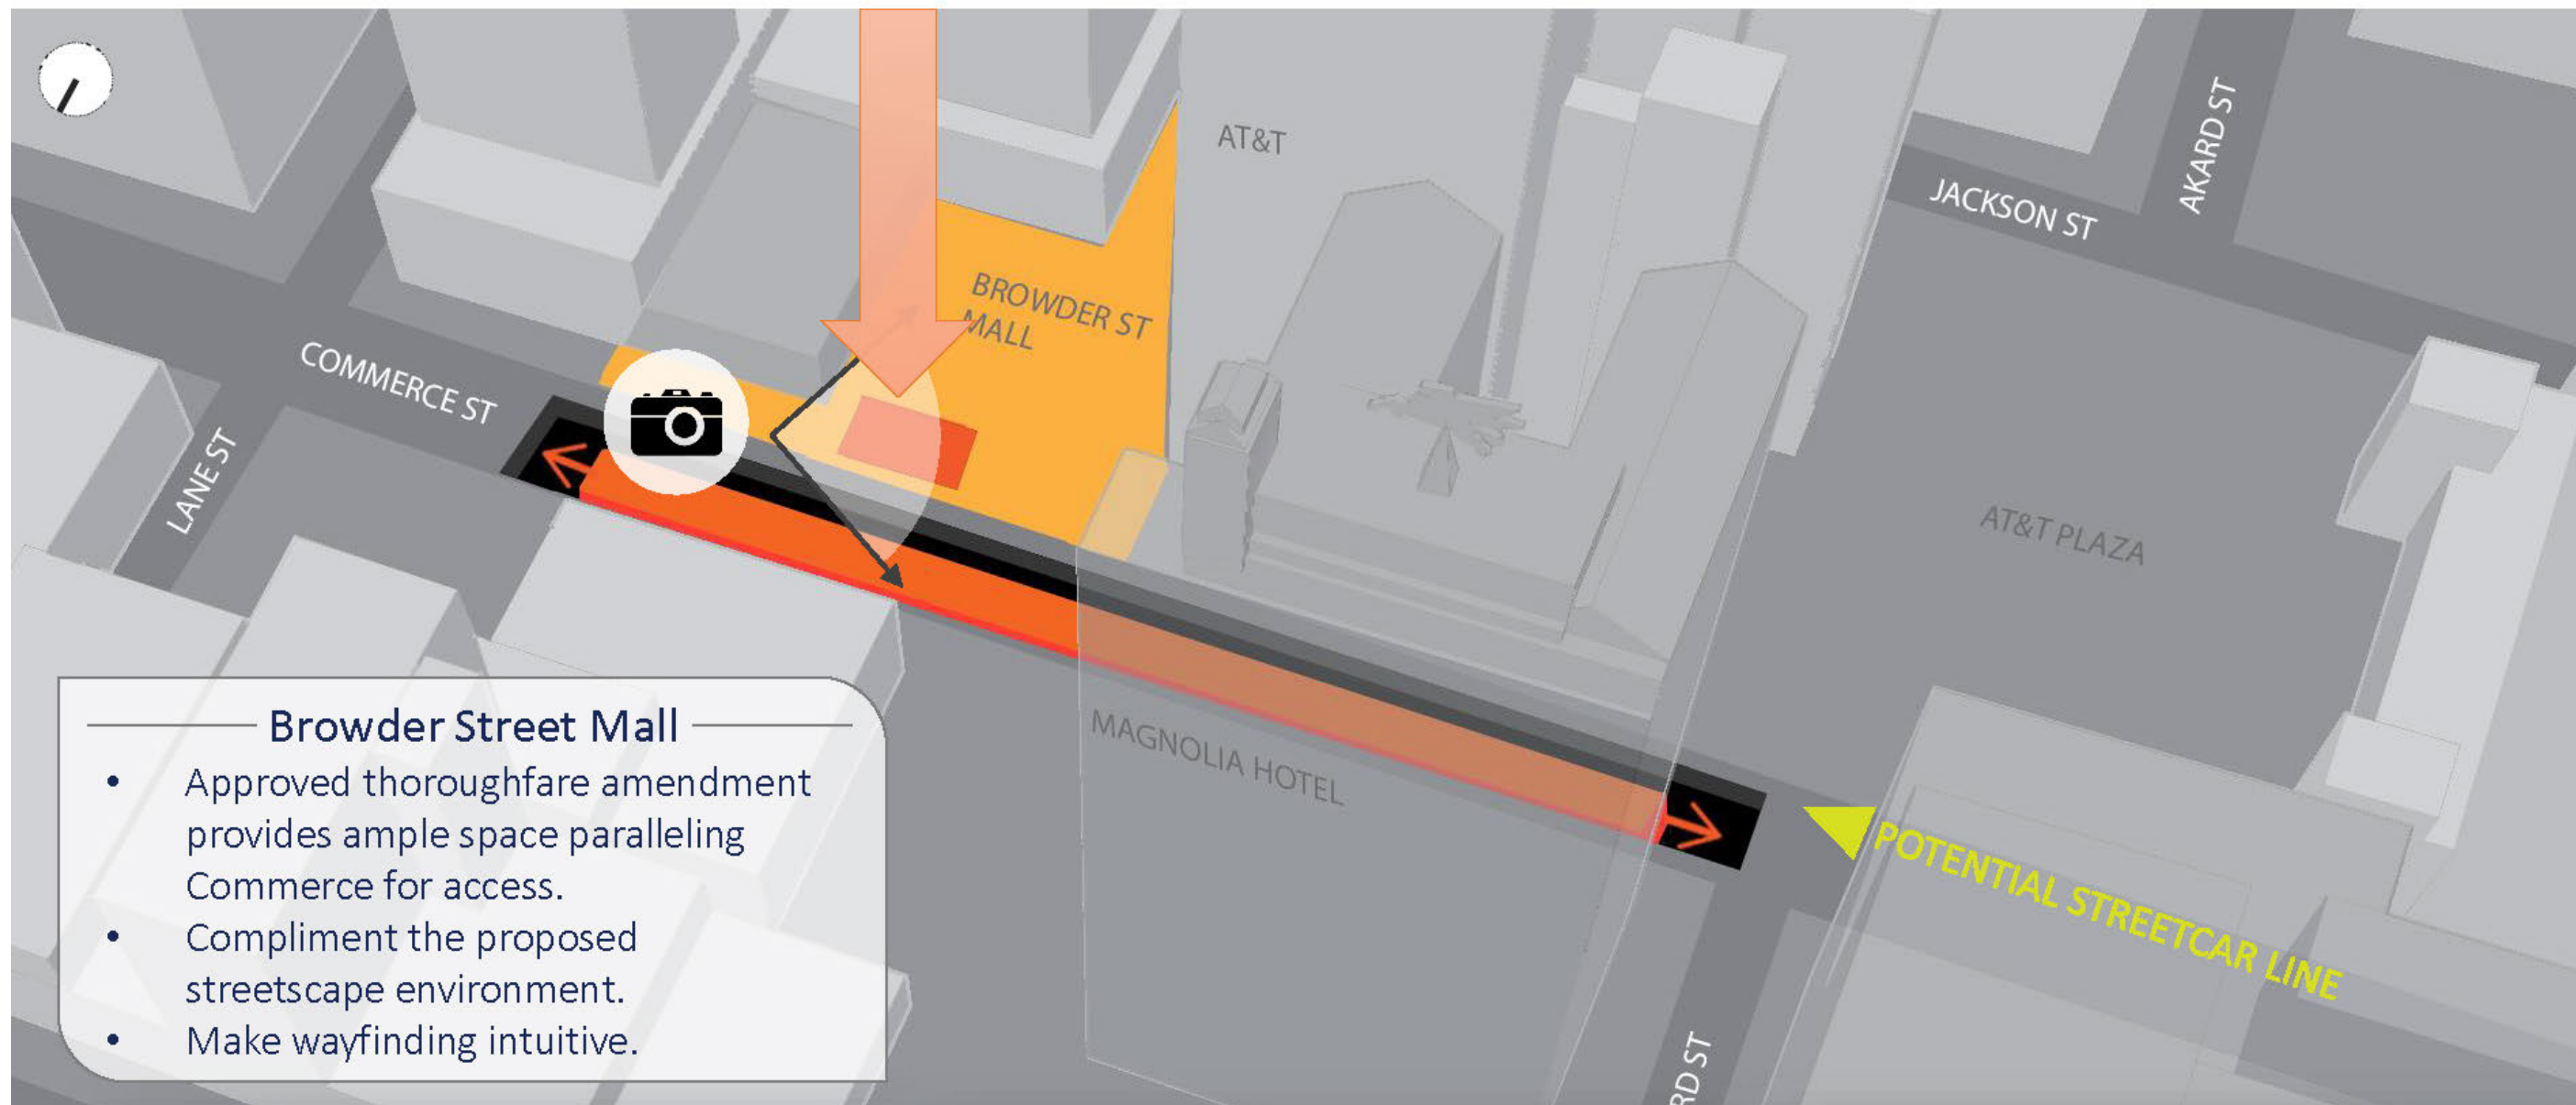 AT&T
AKARD ST
JACKSON ST
BROWDER ST
MALL
COMMERCE ST
LANE ST
AT&T PLAZA
MAGNOLIA HOTEL
POTENTIAL STREETCAR LINE
RD ST
Browder Street Mall
• Approved thoroughfare amendment
provides ample space paralleling
Commerce for access.
• Compliment the proposed
streetscape environment.
• Make wayfinding intuitive.